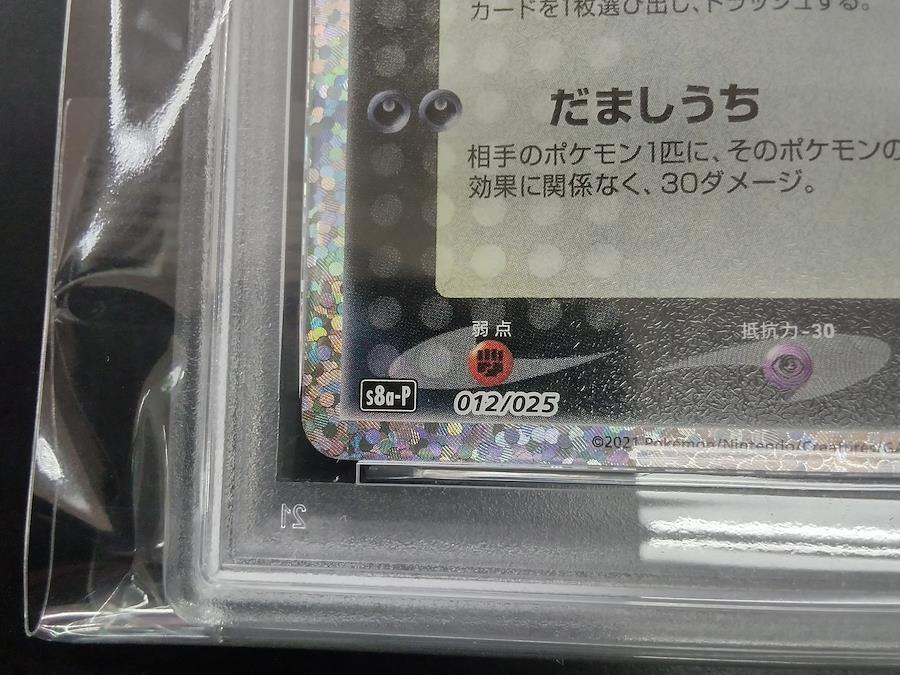 カードを1枚選び出し、トラッシュする。
だましうち
相手のポケモン1匹に、そのポケモンの
効果に関係なく、30ダメージ。
弱点
抵抗力-30
s8a-P
012/025
©2021 Pokémon/Nintendo/Creatures/GA
21